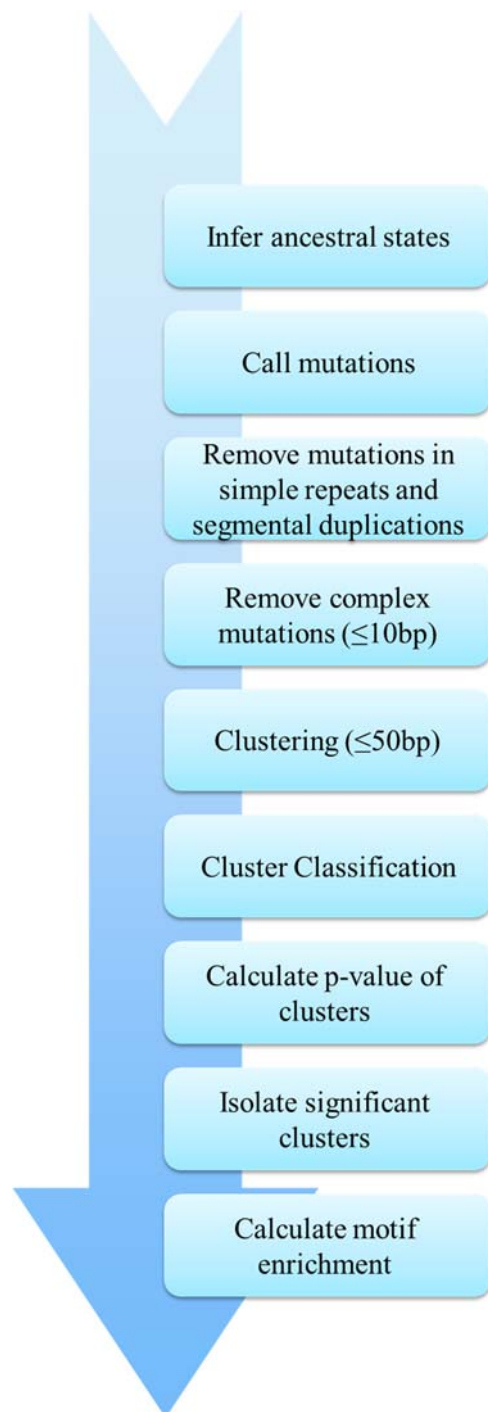 Infer ancestral states
Call mutations
Remove mutations in
simple repeats and
segmental duplications
Remove complex
mutations (≤10bp)
Clustering (≤50bp)
Cluster Classification
Calculate p-value of
clusters
Isolate significant
clusters
Calculate motif
enrichment